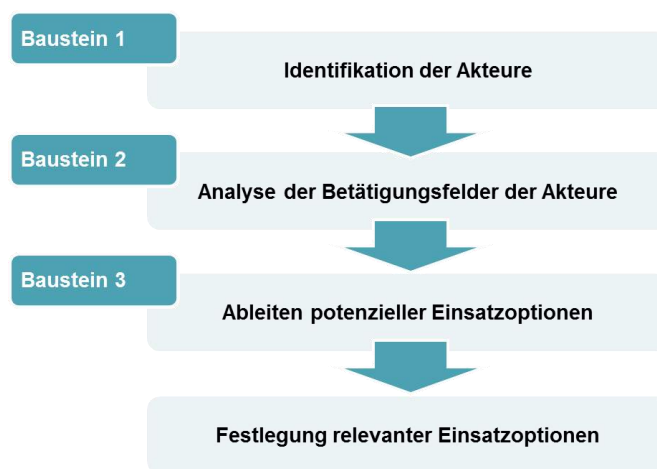 Baustein 1
Identifikation der Akteure
Baustein 2
Analyse der Betätigungsfelder der Akteure
Baustein 3
Ableiten potenzieller Einsatzoptionen
Festlegung relevanter Einsatzoptionen